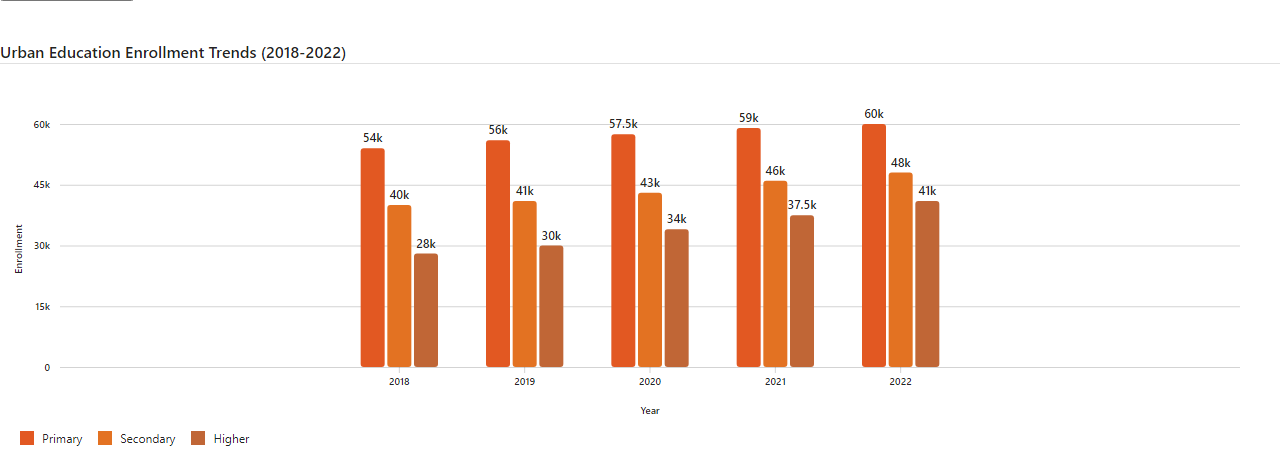 Urban Education Enrollment Trends (2018-2022)
60k
45k
30k
15k
0
Enrollment
54k
40k
28k
56k
41k
30k
57.5k
43k
34k
59k
46k
37.5k
60k
48k
41k
2018
2019
2020
2021
2022
Year
Primary
Secondary
Higher